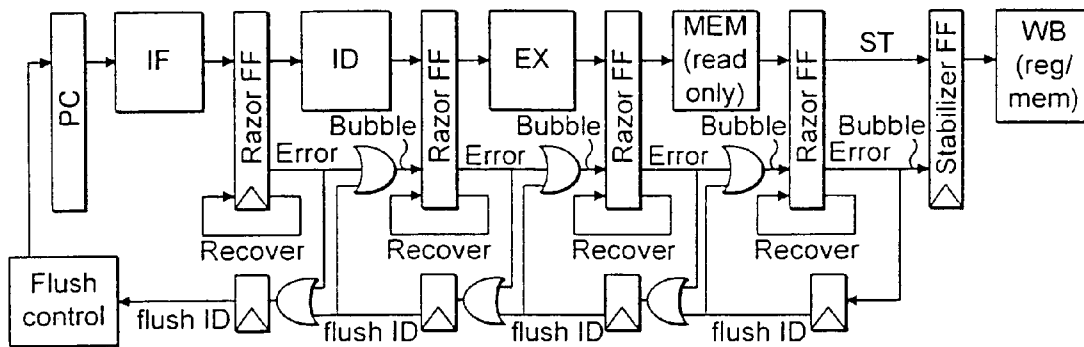 PC
IF
Razor FF
ID
Razor FF
EX
Razor FF
MEM
(read
only)
Razor FF
ST
Stabilizer FF
WB
(reg/
mem)
Error
Bubble
Error
Bubble
Error
Bubble
Error
Bubble
Recover
Recover
Recover
Recover
Flush
control
flush ID
flush ID
flush ID
flush ID